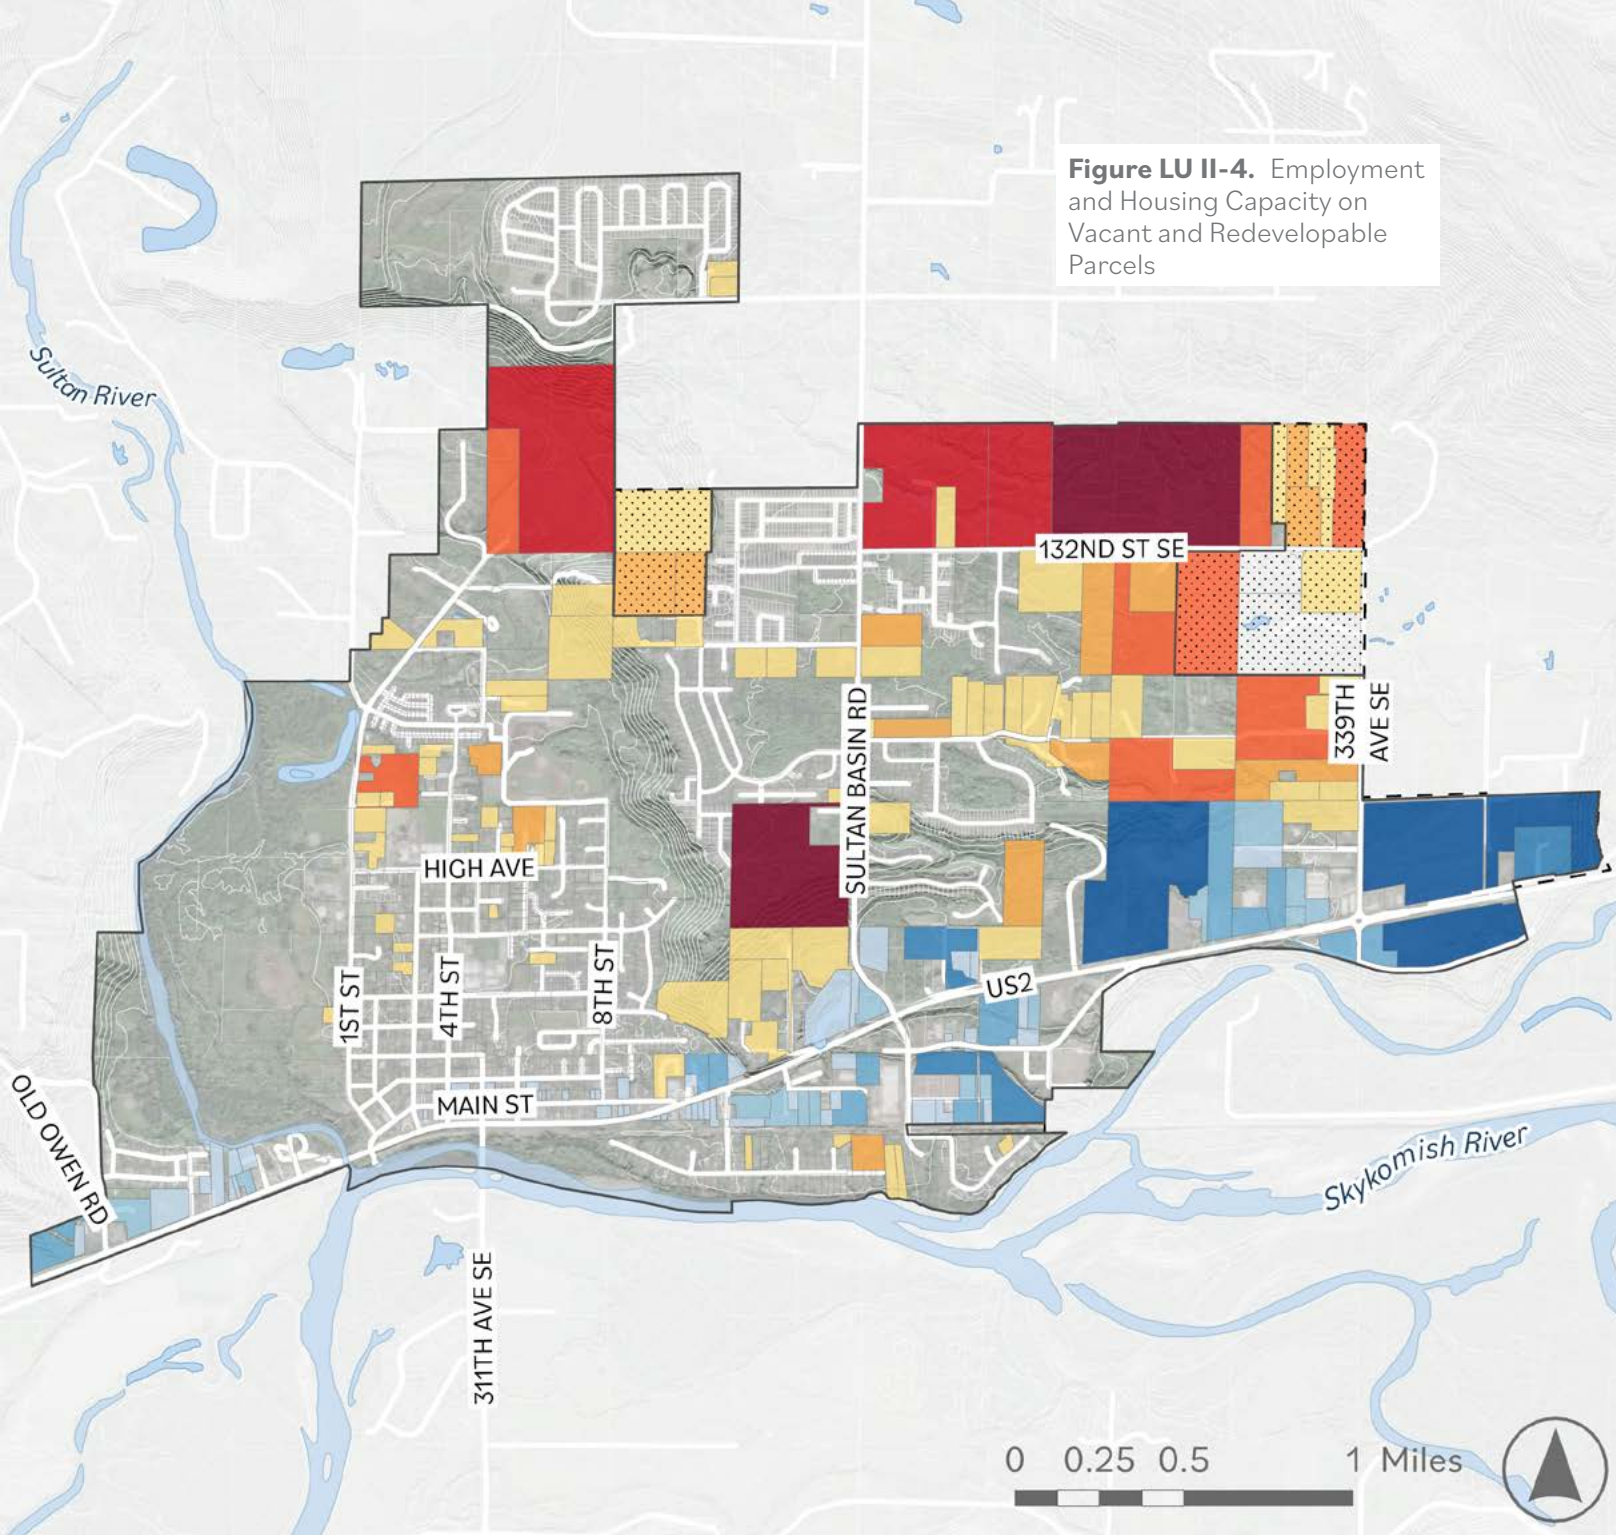 Figure LU II-4. Employment
and Housing Capacity on
Vacant and Redevelopable
Parcels
Sultan River
132ND ST SE
339TH
AVE SE
SULTAN BASIN RD
HIGH AVE
1ST ST
4TH ST
8TH ST
US2
MAIN ST
OLD OWEN RD
Skykomish River
311TH AVE SE
0 0.25 0.5 1 Miles